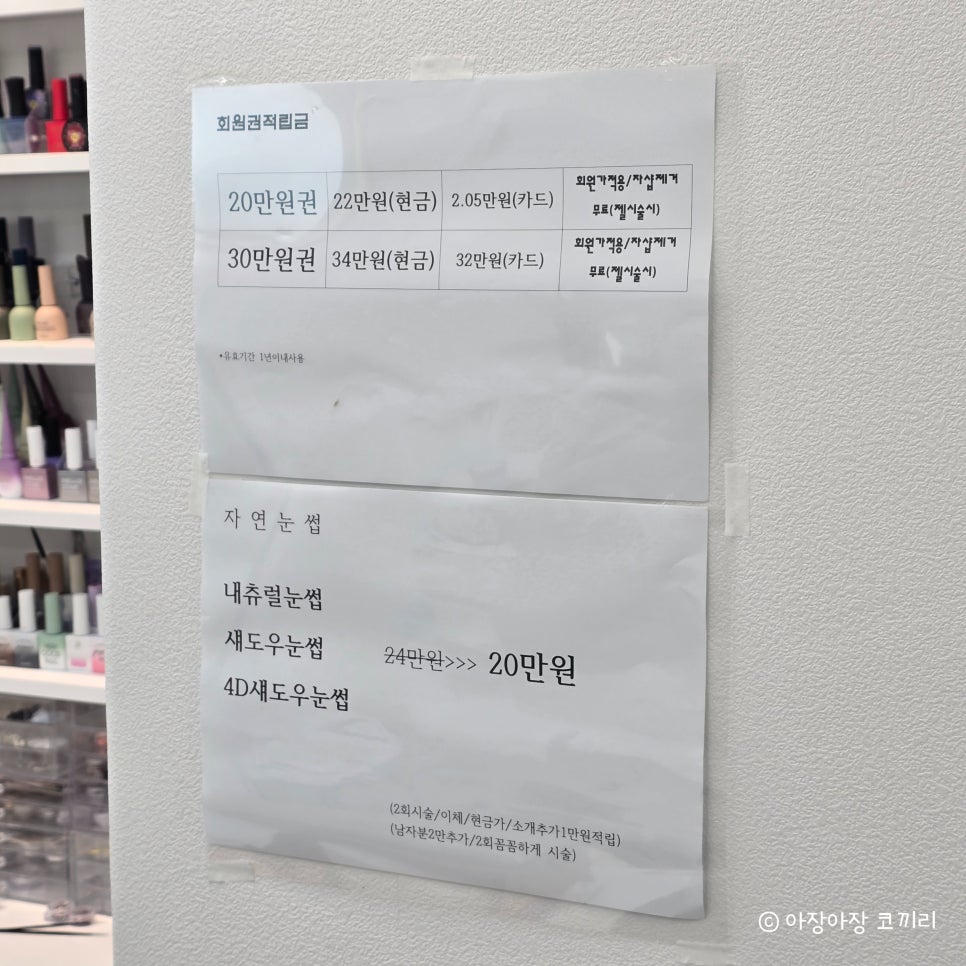 회원권적립금
20만원권 22만원(현금) 2.05만원(카드) 회원가적용/자샵제거 무료(젤시술시)
30만원권 34만원(현금) 32만원(카드) 회원가적용/자샵제거 무료(젤시술시)
*유효기간 1년이내사용
자연눈썹
내츄럴눈썹
섀도우눈썹
24만원>>> 20만원
4D섀도우눈썹
(2회시술/이체/현금가/소개추가1만원적립)
(남자분2만추가/2회꼼꼼하게 시술)
© 아장아장 코끼리